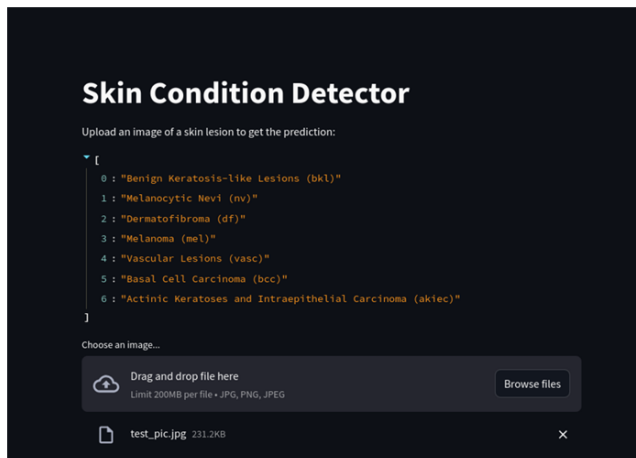 Skin Condition Detector
Upload an image of a skin lesion to get the prediction:
[
0 : "Benign Keratosis-like Lesions (bkl)"
1 : "Melanocytic Nevi (nv)"
2 : "Dermatofibroma (df)"
3 : "Melanoma (mel)"
4 : "Vascular Lesions (vasc)"
5 : "Basal Cell Carcinoma (bcc)"
6 : "Actinic Keratoses and Intraepithelial Carcinoma (akiec)"
]
Choose an image...
Drag and drop file here
Limit 200MB per file • JPG, PNG, JPEG
Browse files
test_pic.jpg 231.2KB